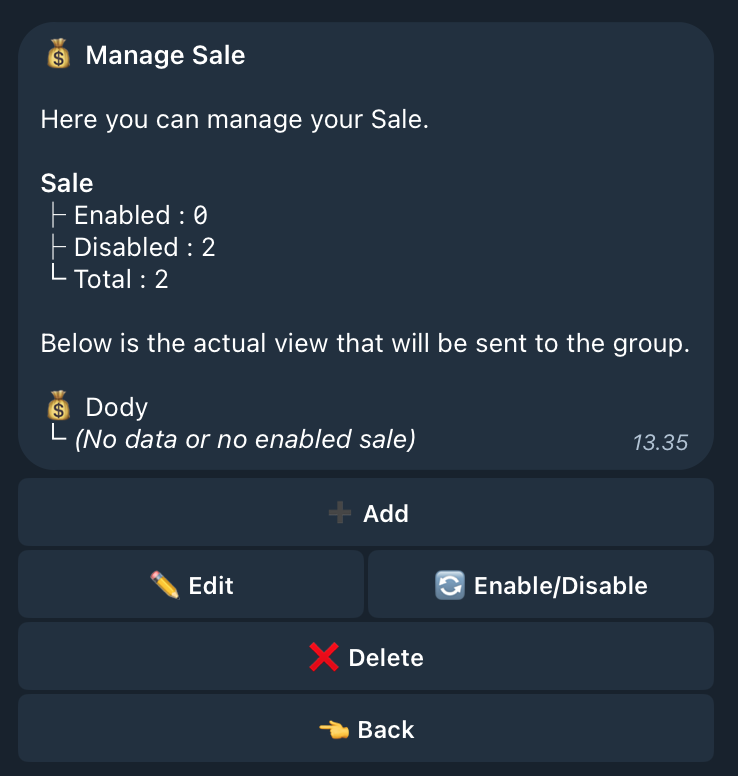 💰 Manage Sale
Here you can manage your Sale.
Sale
├ Enabled : 0
├ Disabled : 2
└ Total : 2
Below is the actual view that will be sent to the group.
💰 Dody
└ (No data or no enabled sale)
13.35
➕ Add
✏️ Edit
🔄 Enable/Disable
❌ Delete
👈 Back